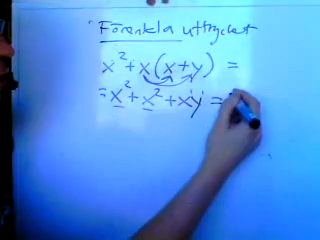 Förenkla uttrycket
x² + x(x + y) =
= x² + x² + xy =